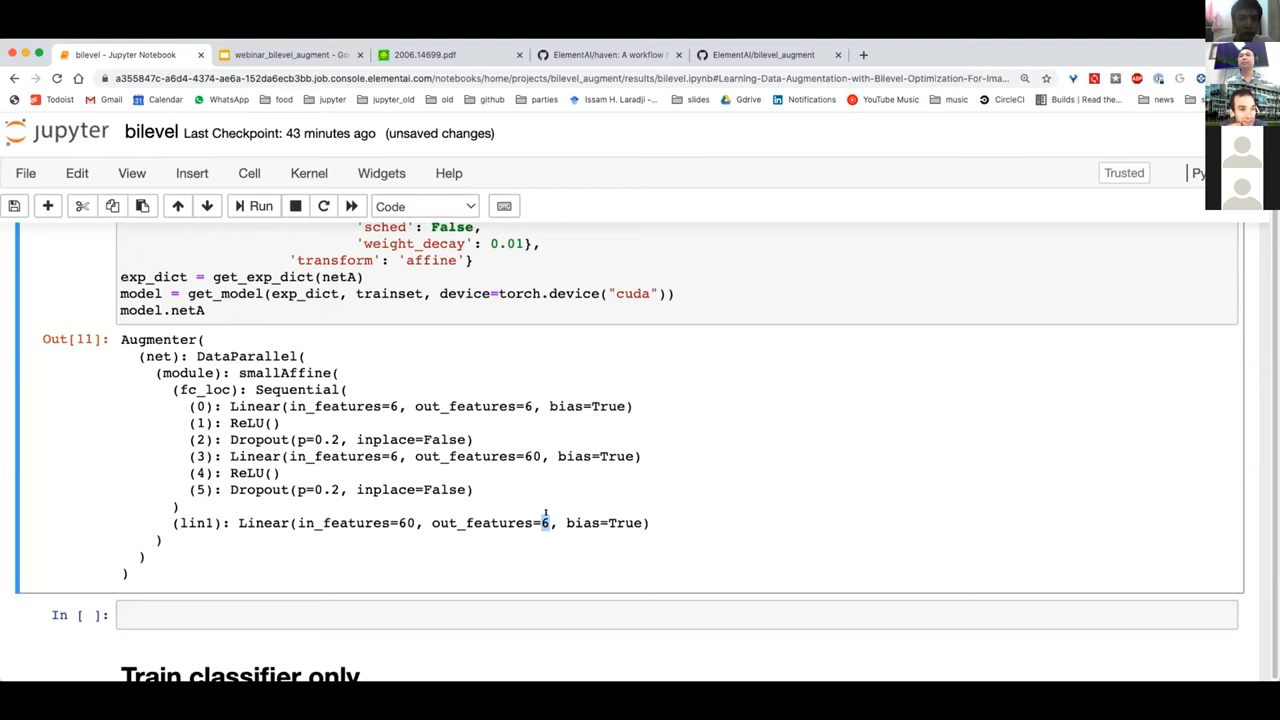 bilevel - Jupyter Notebook
webinar_bilevel_augment - Go
2006.14699.pdf
ElementAI/haven: A workflow f
ElementAI/bilevel_augment
a355847c-a6d4-4374-ae6a-152da6ecb3bb.job.console.elementai.com/notebooks/home/projects/bilevel_augment/results/bilevel.ipynb#Learning-Data-Augmentation-with-Bilevel-Optimization-For-Ima...
Todoist
Gmail
Calendar
WhatsApp
food
jupyter
jupyter_old
old
github
parties
Issam H. Laradji –...
slides
Gdrive
Notifications
YouTube Music
music
CircleCI
Builds | Read the...
news
jupyter bilevel Last Checkpoint: 43 minutes ago (unsaved changes)
File Edit View Insert Cell Kernel Widgets Help
Trusted
Run
Code
'sched': False,
'weight_decay': 0.01},
'transform': 'affine'}
exp_dict = get_exp_dict(netA)
model = get_model(exp_dict, trainset, device=torch.device("cuda"))
model.netA
Out[11]: Augmenter(
(net): DataParallel(
(module): smallAffine(
(fc_loc): Sequential(
(0): Linear(in_features=6, out_features=6, bias=True)
(1): ReLU()
(2): Dropout(p=0.2, inplace=False)
(3): Linear(in_features=6, out_features=60, bias=True)
(4): ReLU()
(5): Dropout(p=0.2, inplace=False)
)
(lin1): Linear(in_features=60, out_features=6, bias=True)
)
)
)
In [ ]:
Train classifier only